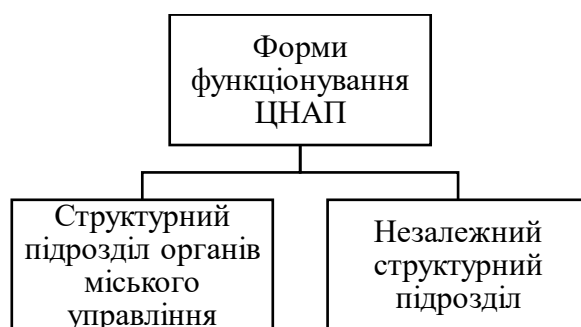 Форми
функціонування
ЦНАП
Структурний
підрозділ органів
міського
управління
Незалежний
структурний
підрозділ